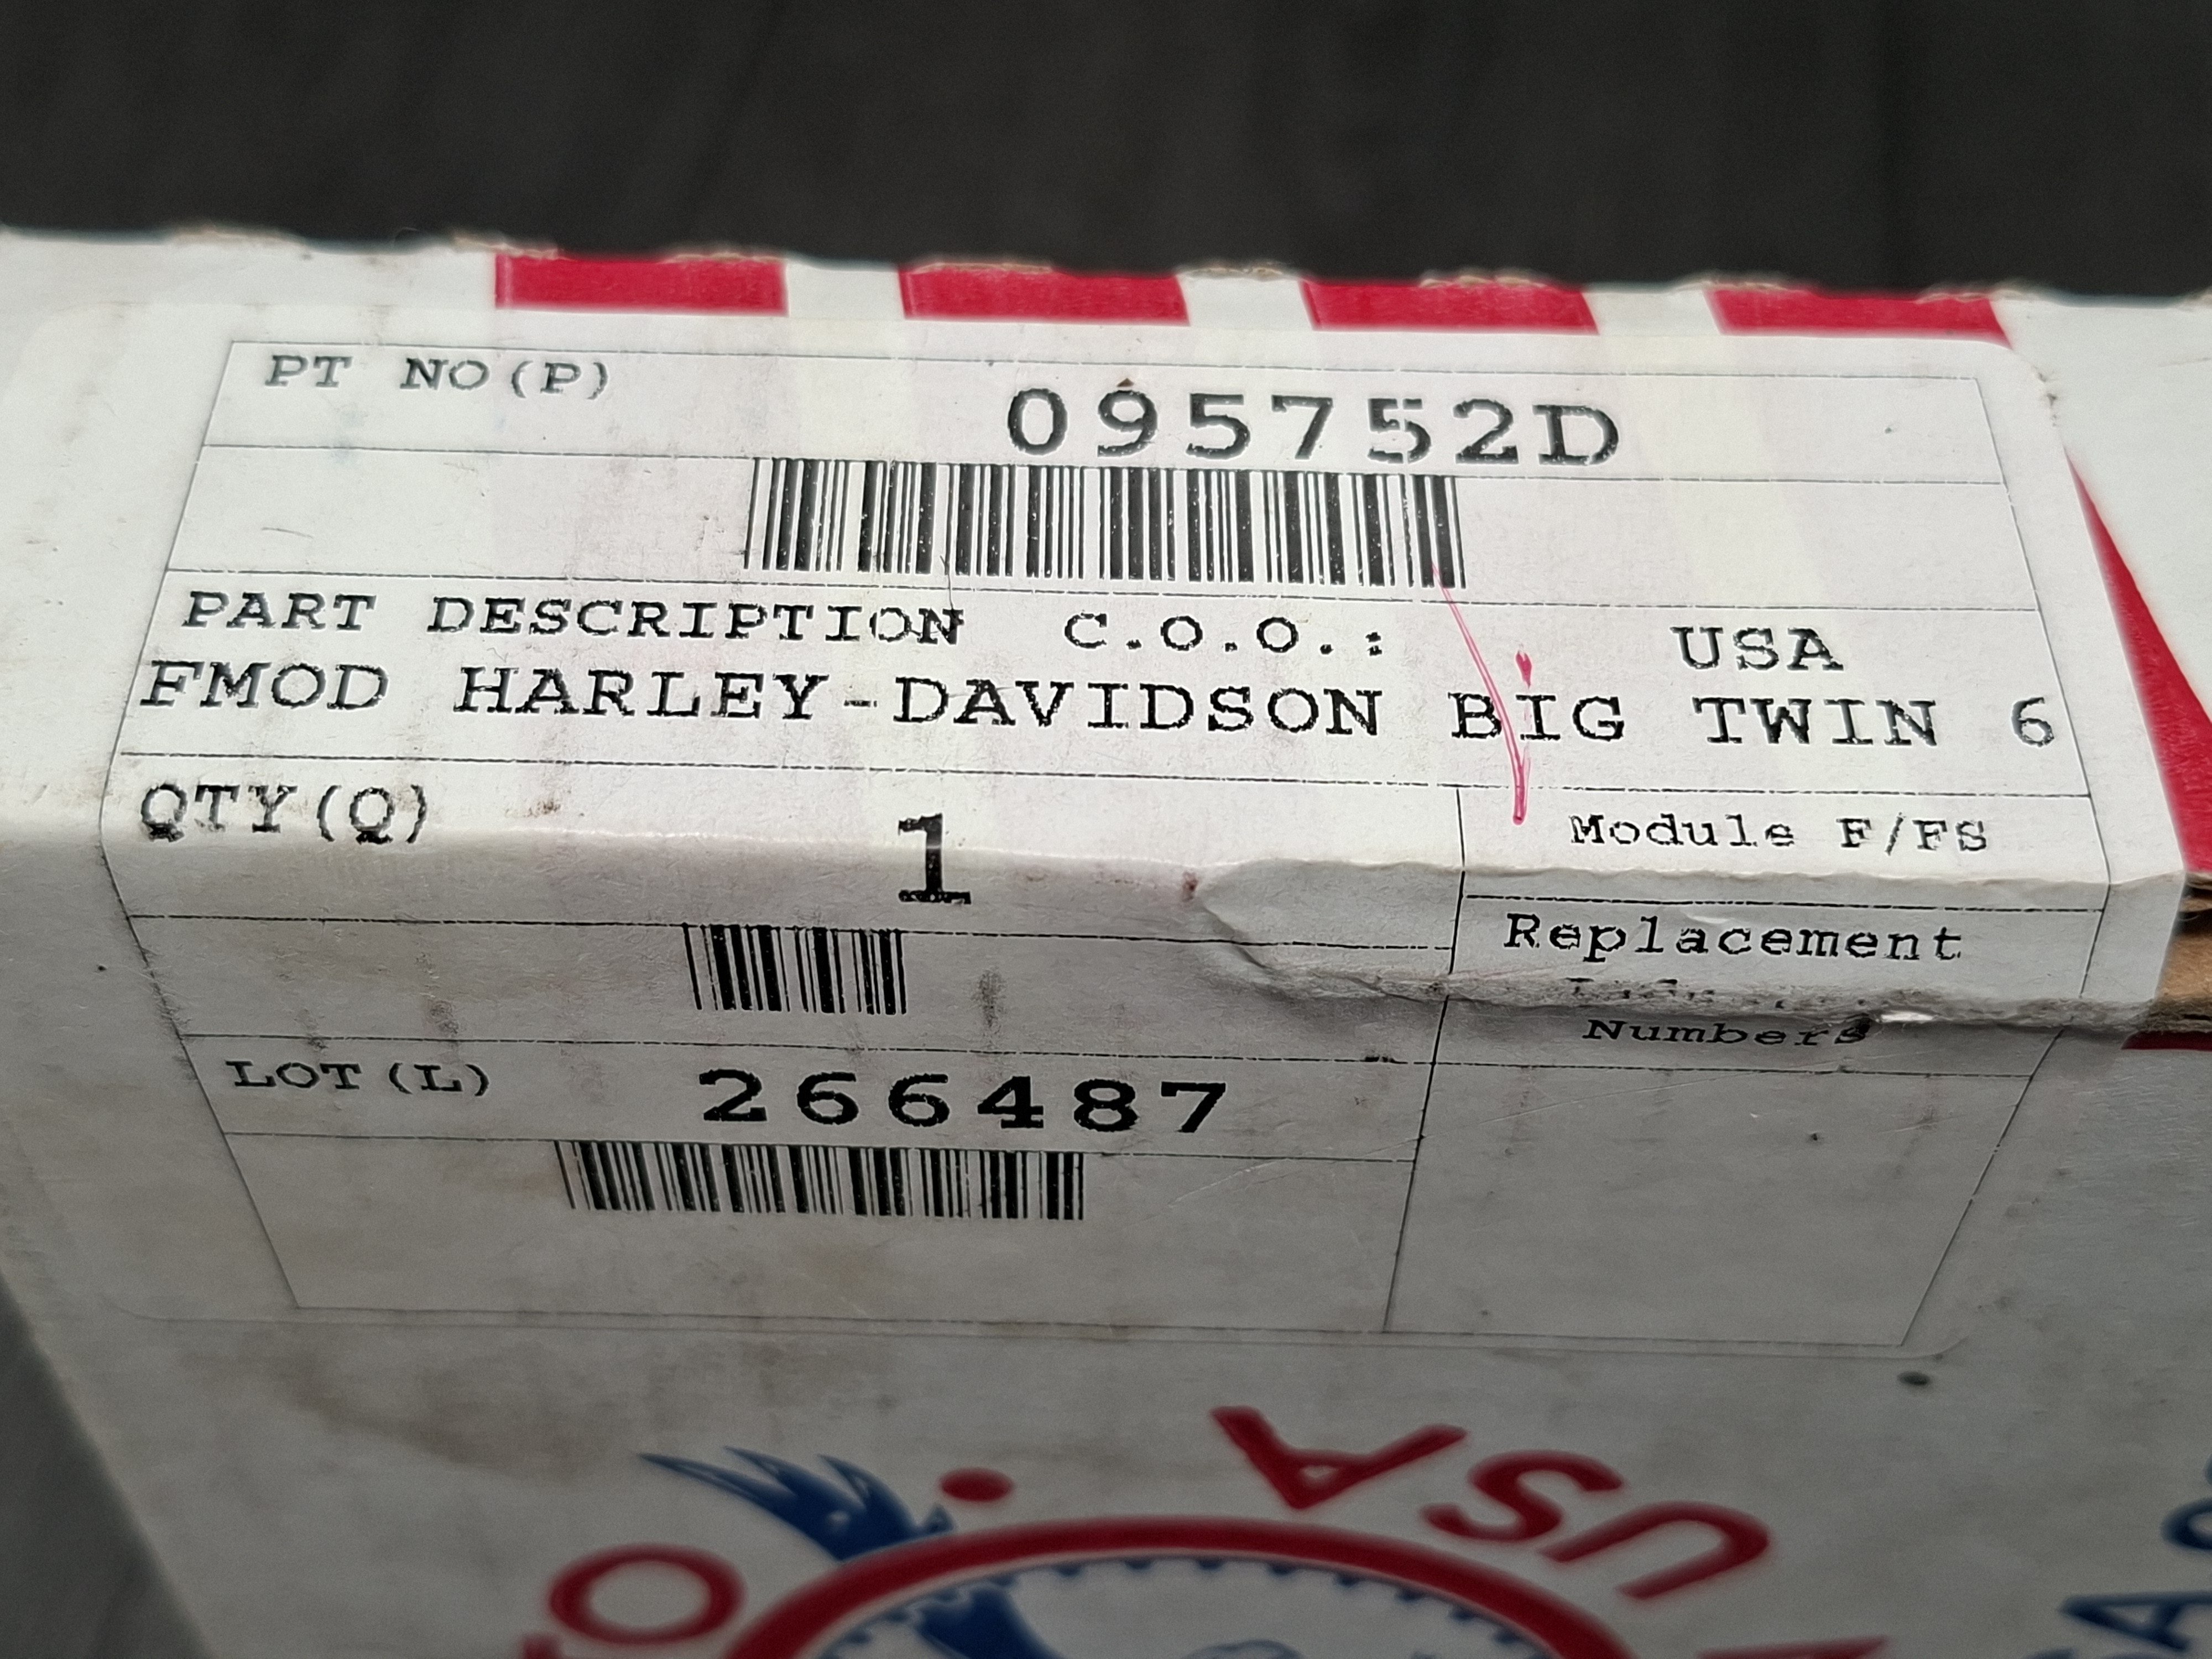 PT NO(P)
095752D
PART DESCRIPTION C.O.O.: USA
FMOD HARLEY-DAVIDSON BIG TWIN 6
QTY(Q)
1
Module F/FS
Replacement
Numbers
LOT(L)
266487
USA